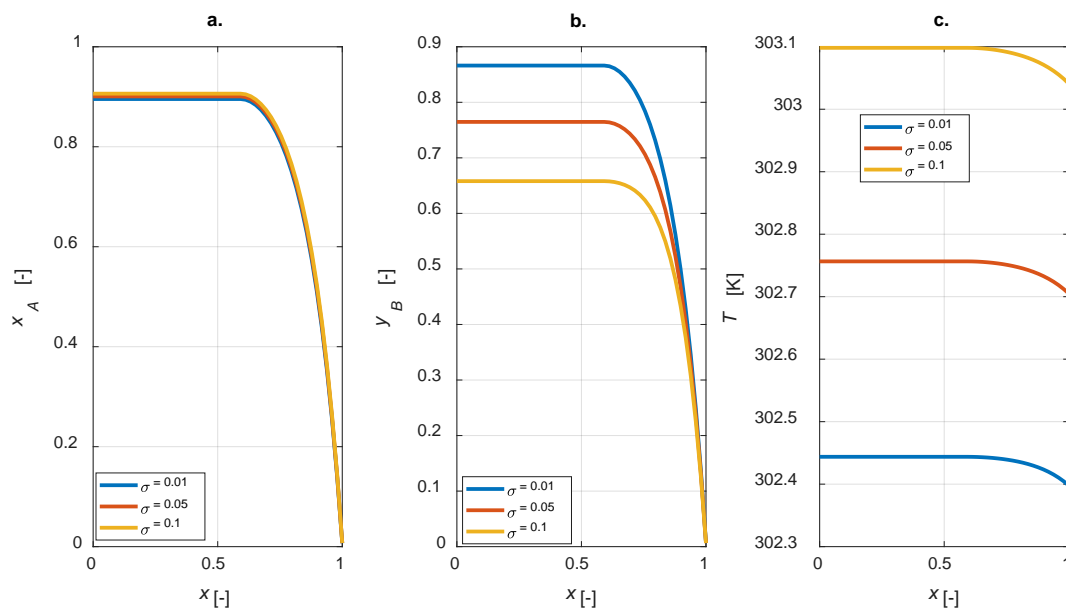 a.
1
0.8
0.6
0.4
0.2
0
0
0.5
1
x_A [-]
x [-]
σ = 0.01
σ = 0.05
σ = 0.1
b.
0.9
0.8
0.7
0.6
0.5
0.4
0.3
0.2
0.1
0
0
0.5
1
y_B [-]
x [-]
σ = 0.01
σ = 0.05
σ = 0.1
c.
303.1
303
302.9
302.8
302.7
302.6
302.5
302.4
302.3
0
0.5
1
T [K]
x [-]
σ = 0.01
σ = 0.05
σ = 0.1